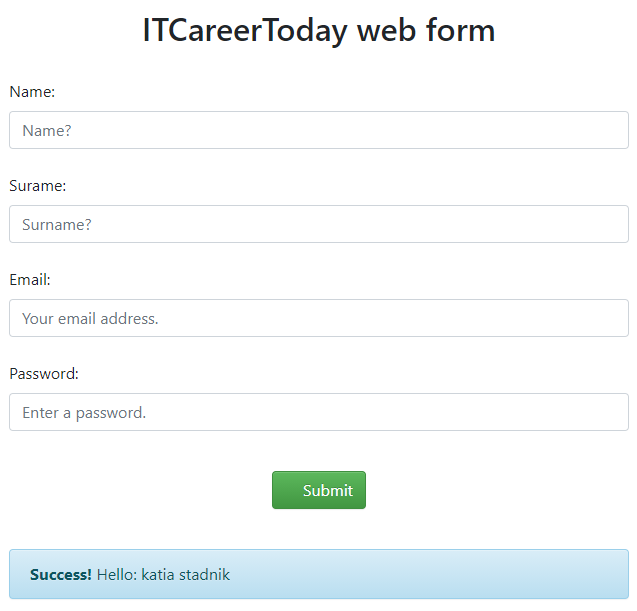 ITCareerToday web form
Name:
Name?
Surame:
Surname?
Email:
Your email address.
Password:
Enter a password.
Submit
Success! Hello: katia stadnik